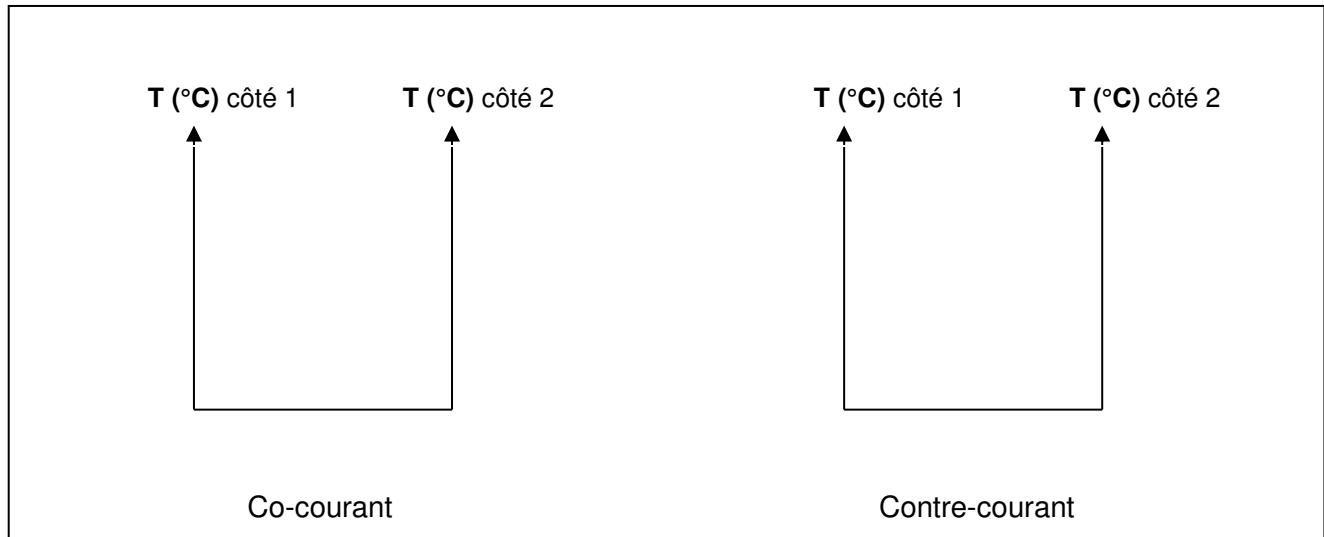 T (°C) côté 1 T (°C) côté 2 T (°C) côté 1 T (°C) côté 2
Co-courant Contre-courant